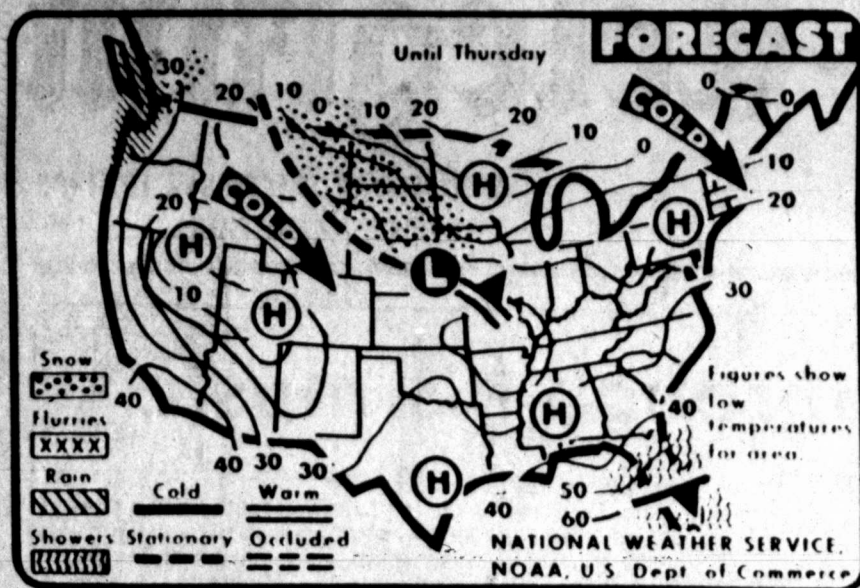 FORECAST
Until Thursday
30
20
10
0
10
20
20
10
0
0
0
COLD
10
20
COLD
20
H
H
L
10
H
30
H
Snow
Flurries
XXXX
Rain
Showers
40
40
30
30
Cold
Warm
Stationary
Occluded
H
H
40
40
50
60
Figures show
low
temperatures
for area.
NATIONAL WEATHER SERVICE,
NOAA, U.S. Dept. of Commerce